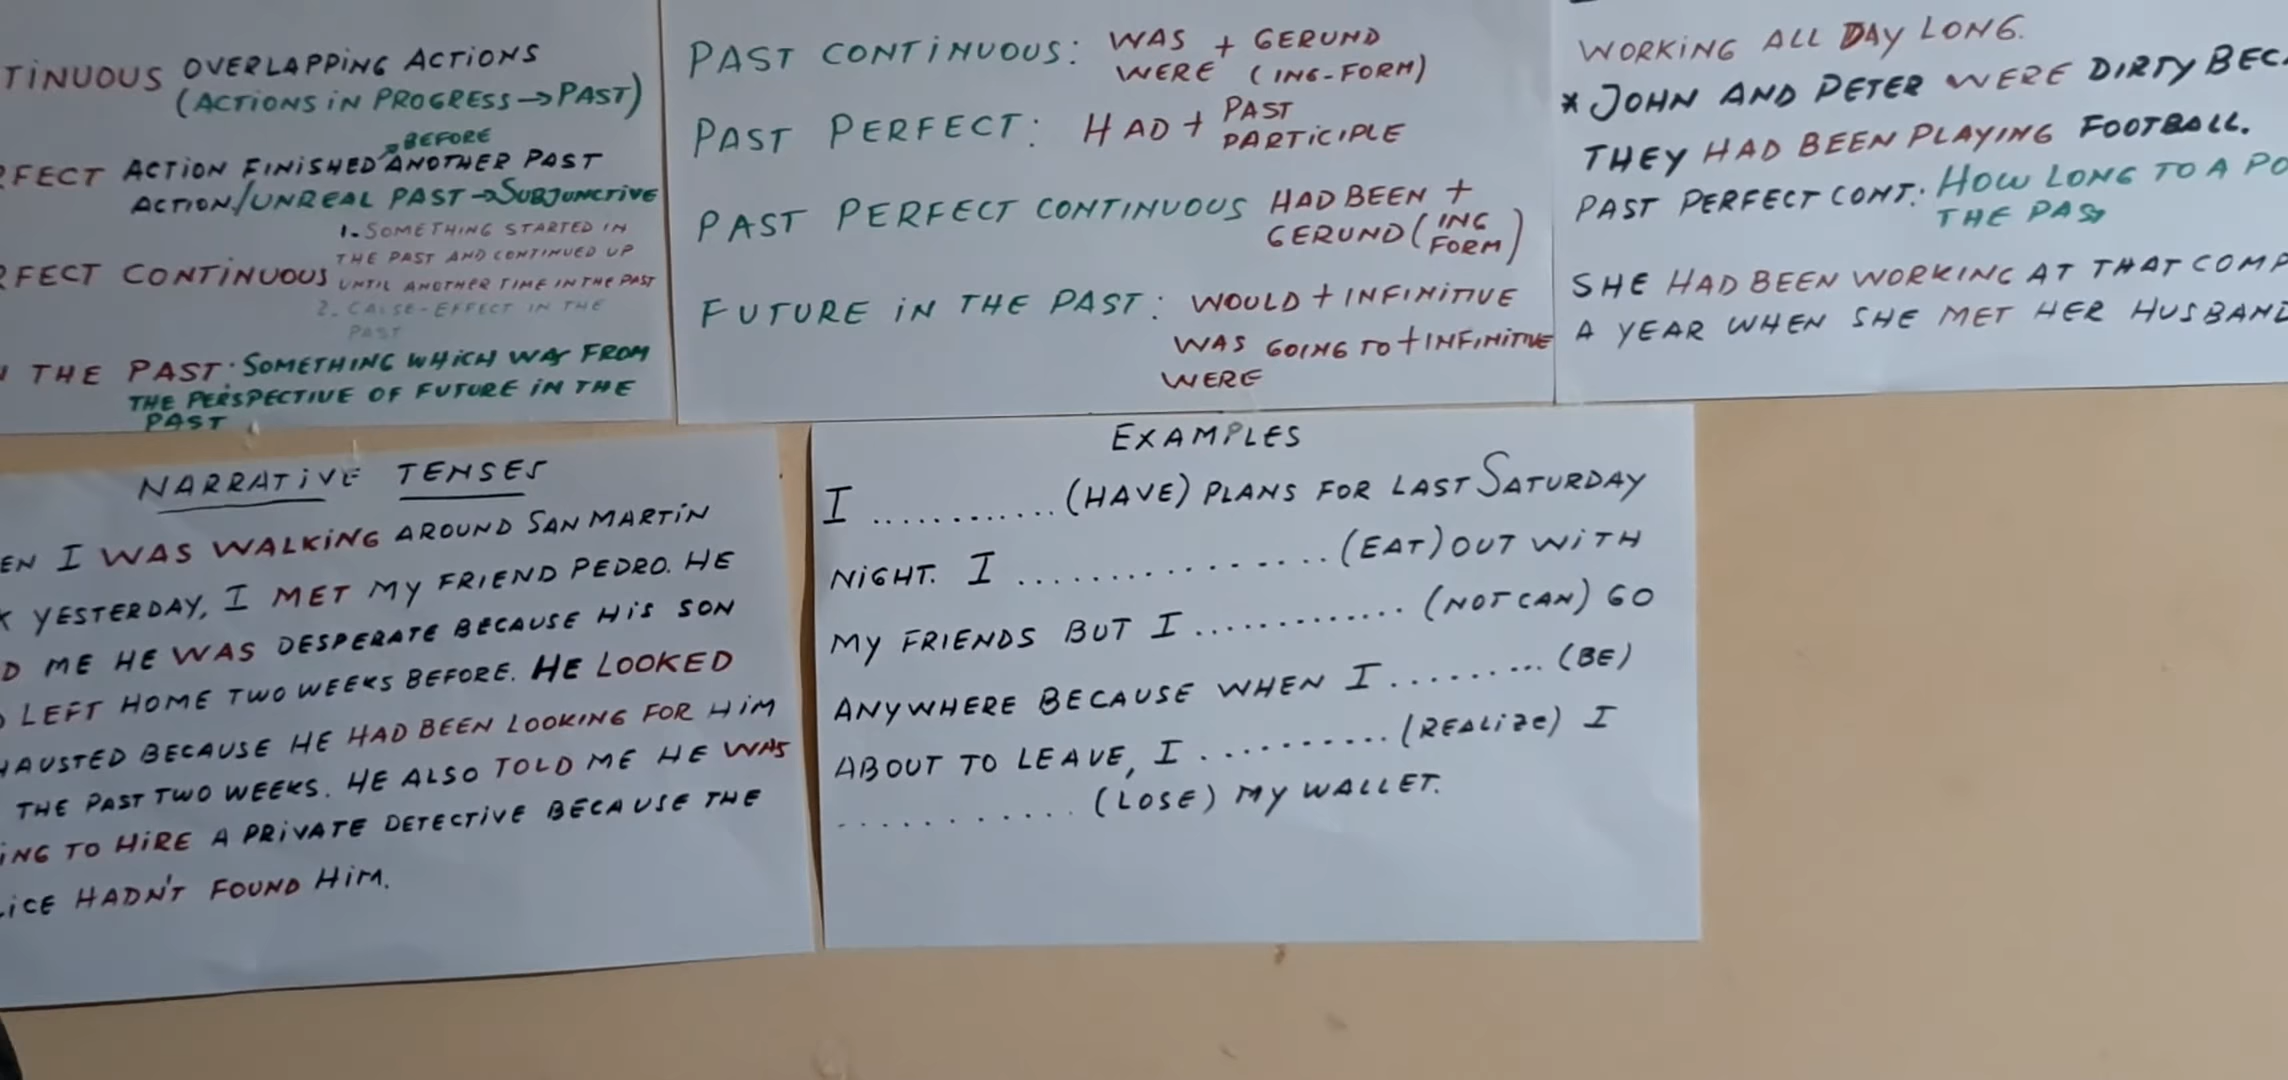 OVERLAPPING ACTIONS
TINUOUS
(ACTIONS IN PROGRESS → PAST)
BEFORE
RFECT ACTION FINISHED ANOTHER PAST
ACTION/UNREAL PAST → SUBJUNCTIVE
1. SOMETHING STARTED IN
THE PAST AND CONTINUED UP
RFECT CONTINUOUS UNTIL ANOTHER TIME IN THE PAST
2. CAUSE-EFFECT IN THE
PAST
THE PAST: SOMETHING WHICH WAS FROM
THE PERSPECTIVE OF FUTURE IN THE
PAST
PAST CONTINUOUS: WAS + GERUND
WERE (ING-FORM)
PAST PERFECT: HAD + PAST
PARTICIPLE
PAST PERFECT CONTINUOUS HAD BEEN +
GERUND (ING
FORM)
FUTURE IN THE PAST: WOULD + INFINITIVE
WAS GOING TO + INFINITIVE
WERE
WORKING ALL DAY LONG.
* JOHN AND PETER WERE DIRTY BEC
THEY HAD BEEN PLAYING FOOTBALL.
PAST PERFECT CONT: HOW LONG TO A PO
THE PAST
SHE HAD BEEN WORKING AT THAT COMP
A YEAR WHEN SHE MET HER HUSBAND
NARRATIVE TENSES
EN I WAS WALKING AROUND SAN MARTIN
K YESTERDAY, I MET MY FRIEND PEDRO. HE
D ME HE WAS DESPERATE BECAUSE HIS SON
D LEFT HOME TWO WEEKS BEFORE. HE LOOKED
HAUSTED BECAUSE HE HAD BEEN LOOKING FOR HIM
THE PAST TWO WEEKS. HE ALSO TOLD ME HE WAS
ING TO HIRE A PRIVATE DETECTIVE BECAUSE THE
LICE HADN'T FOUND HIM.
EXAMPLES
I ............ (HAVE) PLANS FOR LAST SATURDAY
NIGHT. I ................ (EAT) OUT WITH
MY FRIENDS BUT I ............. (NOT CAN) GO
ANYWHERE BECAUSE WHEN I .......... (BE)
ABOUT TO LEAVE, I ........... (REALIZE) I
............ (LOSE) MY WALLET.